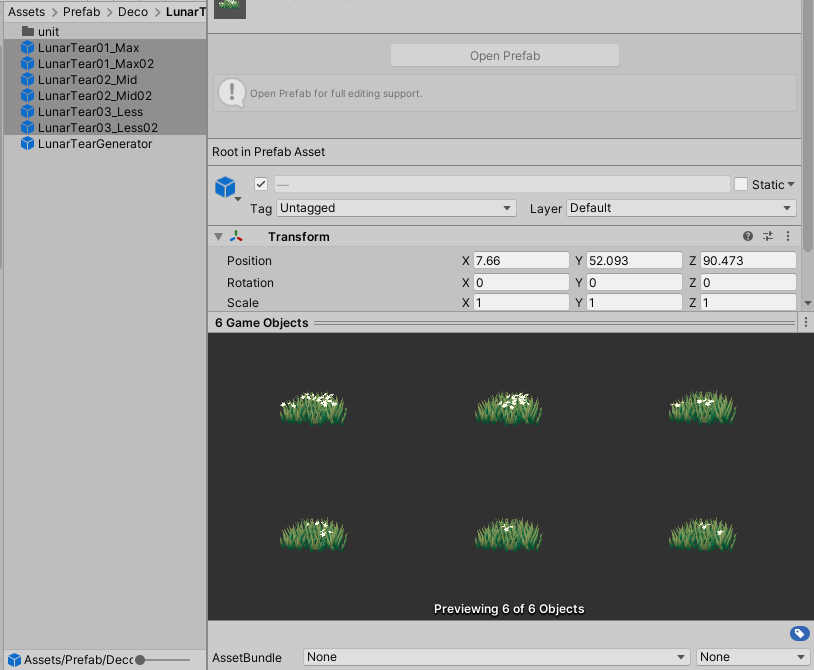 Assets > Prefab > Deco > LunarT
unit
LunarTear01_Max
LunarTear01_Max02
LunarTear02_Mid
LunarTear02_Mid02
LunarTear03_Less
LunarTear03_Less02
LunarTearGenerator
Assets/Prefab/Deco
Open Prefab
Open Prefab for full editing support.
Root in Prefab Asset
—
Static
Tag Untagged Layer Default
Transform
Position X 7.66 Y 52.093 Z 90.473
Rotation X 0 Y 0 Z 0
Scale X 1 Y 1 Z 1
6 Game Objects
Previewing 6 of 6 Objects
AssetBundle None None